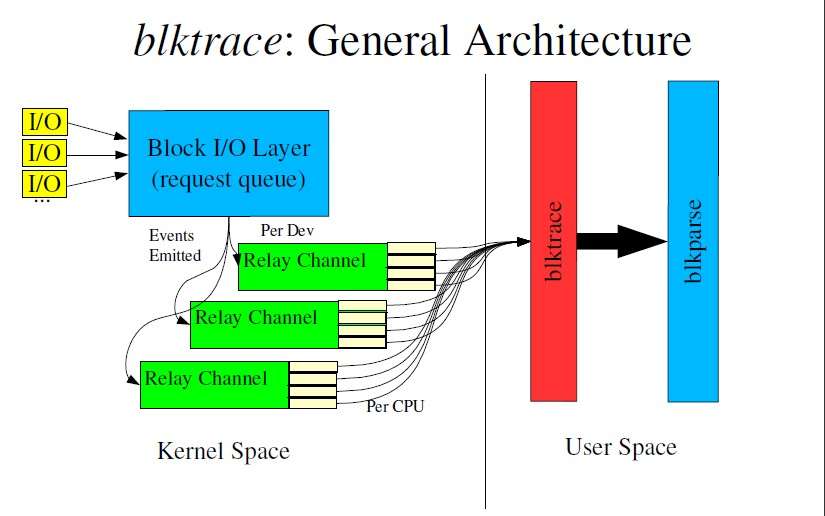 blktrace: General Architecture
I/O
I/O
I/O
...
Block I/O Layer
(request queue)
Events
Emitted
Per Dev
Relay Channel
Relay Channel
Relay Channel
Per CPU
Kernel Space
blktrace
blkparse
User Space